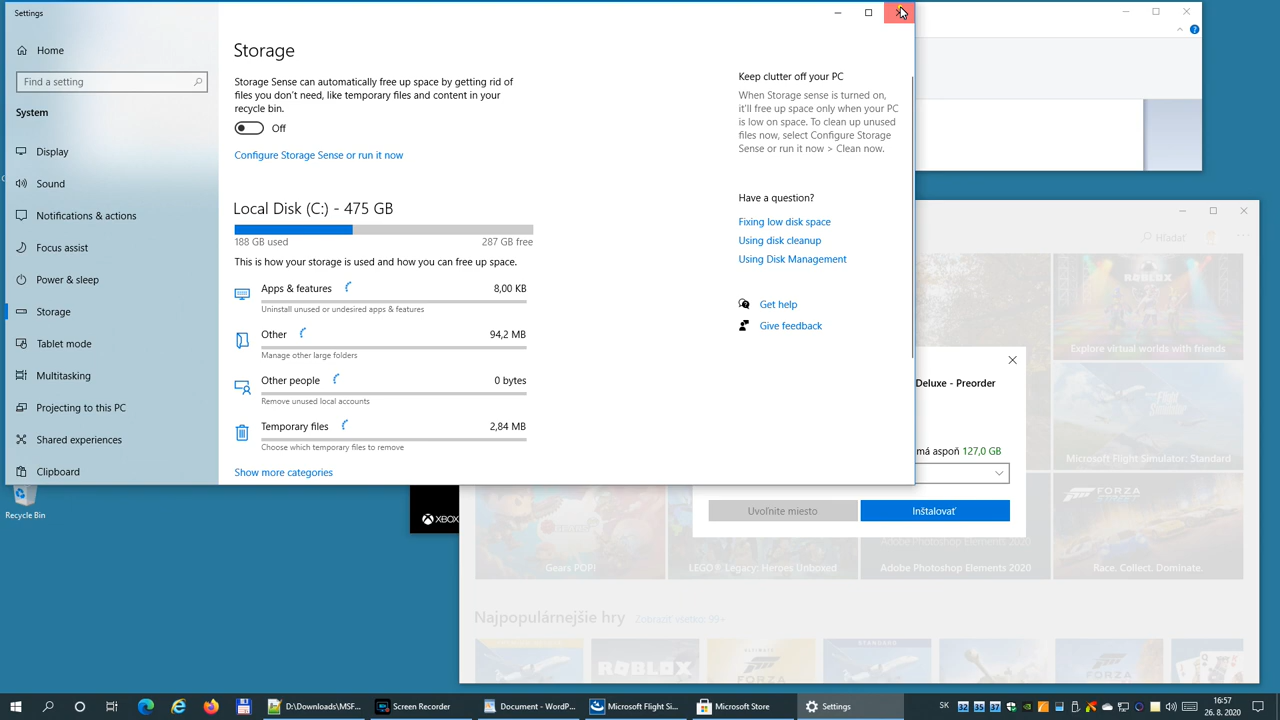 Settings
Home
Find a setting
System
Display
Sound
Notifications & actions
Focus assist
Power & sleep
Storage
Tablet mode
Multitasking
Projecting to this PC
Shared experiences
Clipboard
Storage
Storage Sense can automatically free up space by getting rid of
files you don't need, like temporary files and content in your
recycle bin.
Off
Configure Storage Sense or run it now
Local Disk (C:) - 475 GB
188 GB used
287 GB free
This is how your storage is used and how you can free up space.
Apps & features
8,00 KB
Uninstall unused or undesired apps & features
Other
94,2 MB
Manage other large folders
Other people
0 bytes
Remove unused local accounts
Temporary files
2,84 MB
Choose which temporary files to remove
Show more categories
Keep clutter off your PC
When Storage sense is turned on,
it'll free up space only when your PC
is low on space. To clean up unused
files now, select Configure Storage
Sense or run it now > Clean now.
Have a question?
Fixing low disk space
Using disk cleanup
Using Disk Management
Get help
Give feedback
Hľadať
ROBLOX
Explore virtual worlds with friends
Deluxe - Preorder
má aspoň 127,0 GB
Uvoľnite miesto
Inštalovať
Microsoft Flight Simulator: Standard
FORZA
XBOX
Gears POP!
LEGO® Legacy: Heroes Unboxed
Adobe Photoshop Elements 2020
Adobe Photoshop Elements 2020
Race. Collect. Dominate.
Najpopulárnejšie hry
Zobraziť všetko: 99+
ROBLOX
FORZA
FORZA
Recycle Bin
D:\Downloads\MSF...
Screen Recorder
Document - WordP...
Microsoft Flight Si...
Microsoft Store
Settings
SK
32
35
37
16:57
26. 8. 2020